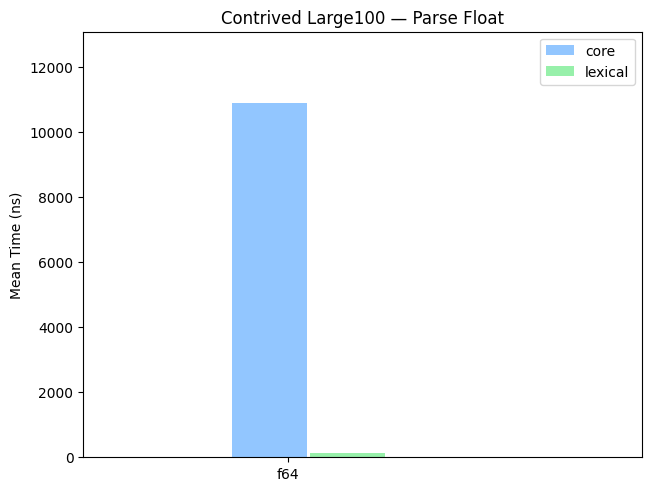 Contrived Large100 — Parse Float
core
lexical
Mean Time (ns)
12000
10000
8000
6000
4000
2000
0
f64